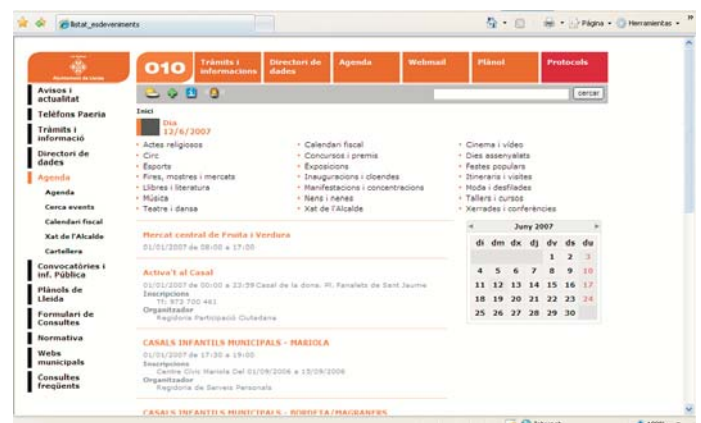 llistat_esdeveniments
Página
Herramientas
Ajuntament de Lleida
010
Tràmits i informacions
Directori de dades
Agenda
Webmail
Plànol
Protocols
cercar
Avisos i actualitat
Telèfons Paeria
Tràmits i informació
Directori de dades
Agenda
Agenda
Cerca events
Calendari fiscal
Xat de l'Alcalde
Cartellera
Convocatòries i inf. Pública
Plànols de Lleida
Formulari de Consultes
Normativa
Webs municipals
Consultes freqüents
Inici
Dia
12/6/2007
Actes religiosos
Circ
Esports
Fires, mostres i mercats
Llibres i literatura
Música
Teatre i dansa
Calendari fiscal
Concursos i premis
Exposicions
Inauguracions i cloendes
Manifestacions i concentracions
Nens i nenes
Xat de l'Alcalde
Cinema i vídeo
Dies assenyalats
Festes populars
Itineraris i visites
Moda i desfilades
Tallers i cursos
Xerrades i conferències
Mercat central de Fruita i Verdura
01/01/2007 de 08:00 a 17:00
Activa't al Casal
01/01/2007 de 00:00 a 23:59 Casal de la dona. Pl. Fanalets de Sant Jaume
Inscripcions
Tf: 973 700 461
Organitzador
Regidoria Participació Ciutadana
CASALS INFANTILS MUNICIPALS - MARIOLA
01/01/2007 de 17:30 a 19:00
Inscripcions
Centre Cívic Mariola Del 01/09/2006 a 15/09/2006
Organitzador
Regidoria de Serveis Personals
CASALS INFANTILS MUNICIPALS - BORDETA/MAGRANERS
Juny 2007
di dm dx dj dv ds du
1 2 3
4 5 6 7 8 9 10
11 12 13 14 15 16 17
18 19 20 21 22 23 24
25 26 27 28 29 30